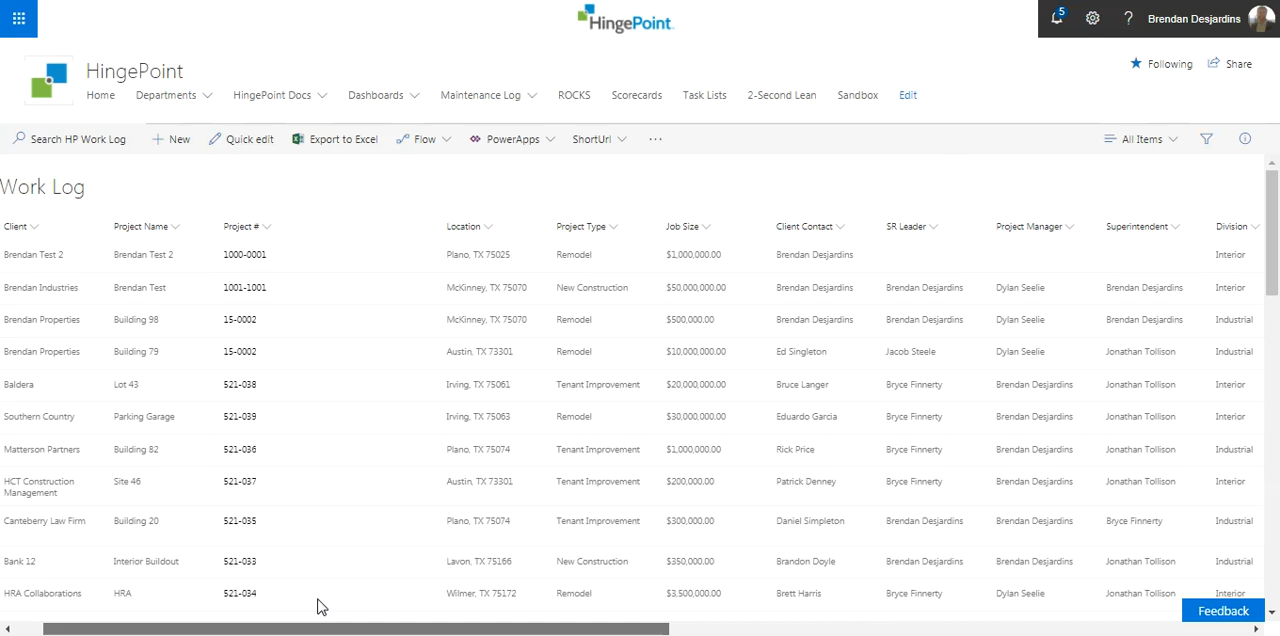 HingePoint.
5
Brendan Desjardins
HingePoint
Following Share
Home Departments HingePoint Docs Dashboards Maintenance Log ROCKS Scorecards Task Lists 2-Second Lean Sandbox Edit
Search HP Work Log New Quick edit Export to Excel Flow PowerApps ShortUrl ... All Items
Work Log
Client Project Name Project # Location Project Type Job Size Client Contact SR Leader Project Manager Superintendent Division
Brendan Test 2 Brendan Test 2 1000-0001 Plano, TX 75025 Remodel $1,000,000.00 Brendan Desjardins Interior
Brendan Industries Brendan Test 1001-1001 McKinney, TX 75070 New Construction $50,000,000.00 Brendan Desjardins Brendan Desjardins Dylan Seelie Brendan Desjardins Interior
Brendan Properties Building 98 15-0002 McKinney, TX 75070 Remodel $500,000.00 Brendan Desjardins Brendan Desjardins Dylan Seelie Brendan Desjardins Industrial
Brendan Properties Building 79 15-0002 Austin, TX 73301 Remodel $10,000,000.00 Ed Singleton Jacob Steele Dylan Seelie Jonathan Tollison Industrial
Baldera Lot 43 521-038 Irving, TX 75061 Tenant Improvement $20,000,000.00 Bruce Langer Bryce Finnerty Brendan Desjardins Jonathan Tollison Interior
Southern Country Parking Garage 521-039 Irving, TX 75063 Remodel $30,000,000.00 Eduardo Garcia Bryce Finnerty Brendan Desjardins Jonathan Tollison Interior
Matterson Partners Building 82 521-036 Plano, TX 75074 Remodel $1,000,000.00 Rick Price Bryce Finnerty Brendan Desjardins Jonathan Tollison Industrial
HCT Construction Management Site 46 521-037 Austin, TX 73301 Tenant Improvement $200,000.00 Patrick Denney Bryce Finnerty Brendan Desjardins Jonathan Tollison Interior
Canteberry Law Firm Building 20 521-035 Plano, TX 75074 Tenant Improvement $300,000.00 Daniel Simpleton Brendan Desjardins Brendan Desjardins Bryce Finnerty Industrial
Bank 12 Interior Buildout 521-033 Lavon, TX 75166 New Construction $350,000.00 Brandon Doyle Brendan Desjardins Brendan Desjardins Jonathan Tollison Industrial
HRA Collaborations HRA 521-034 Wilmer, TX 75172 Remodel $3,500,000.00 Brett Harris Bryce Finnerty Dylan Seelie Jonathan Tollison Interior
Feedback